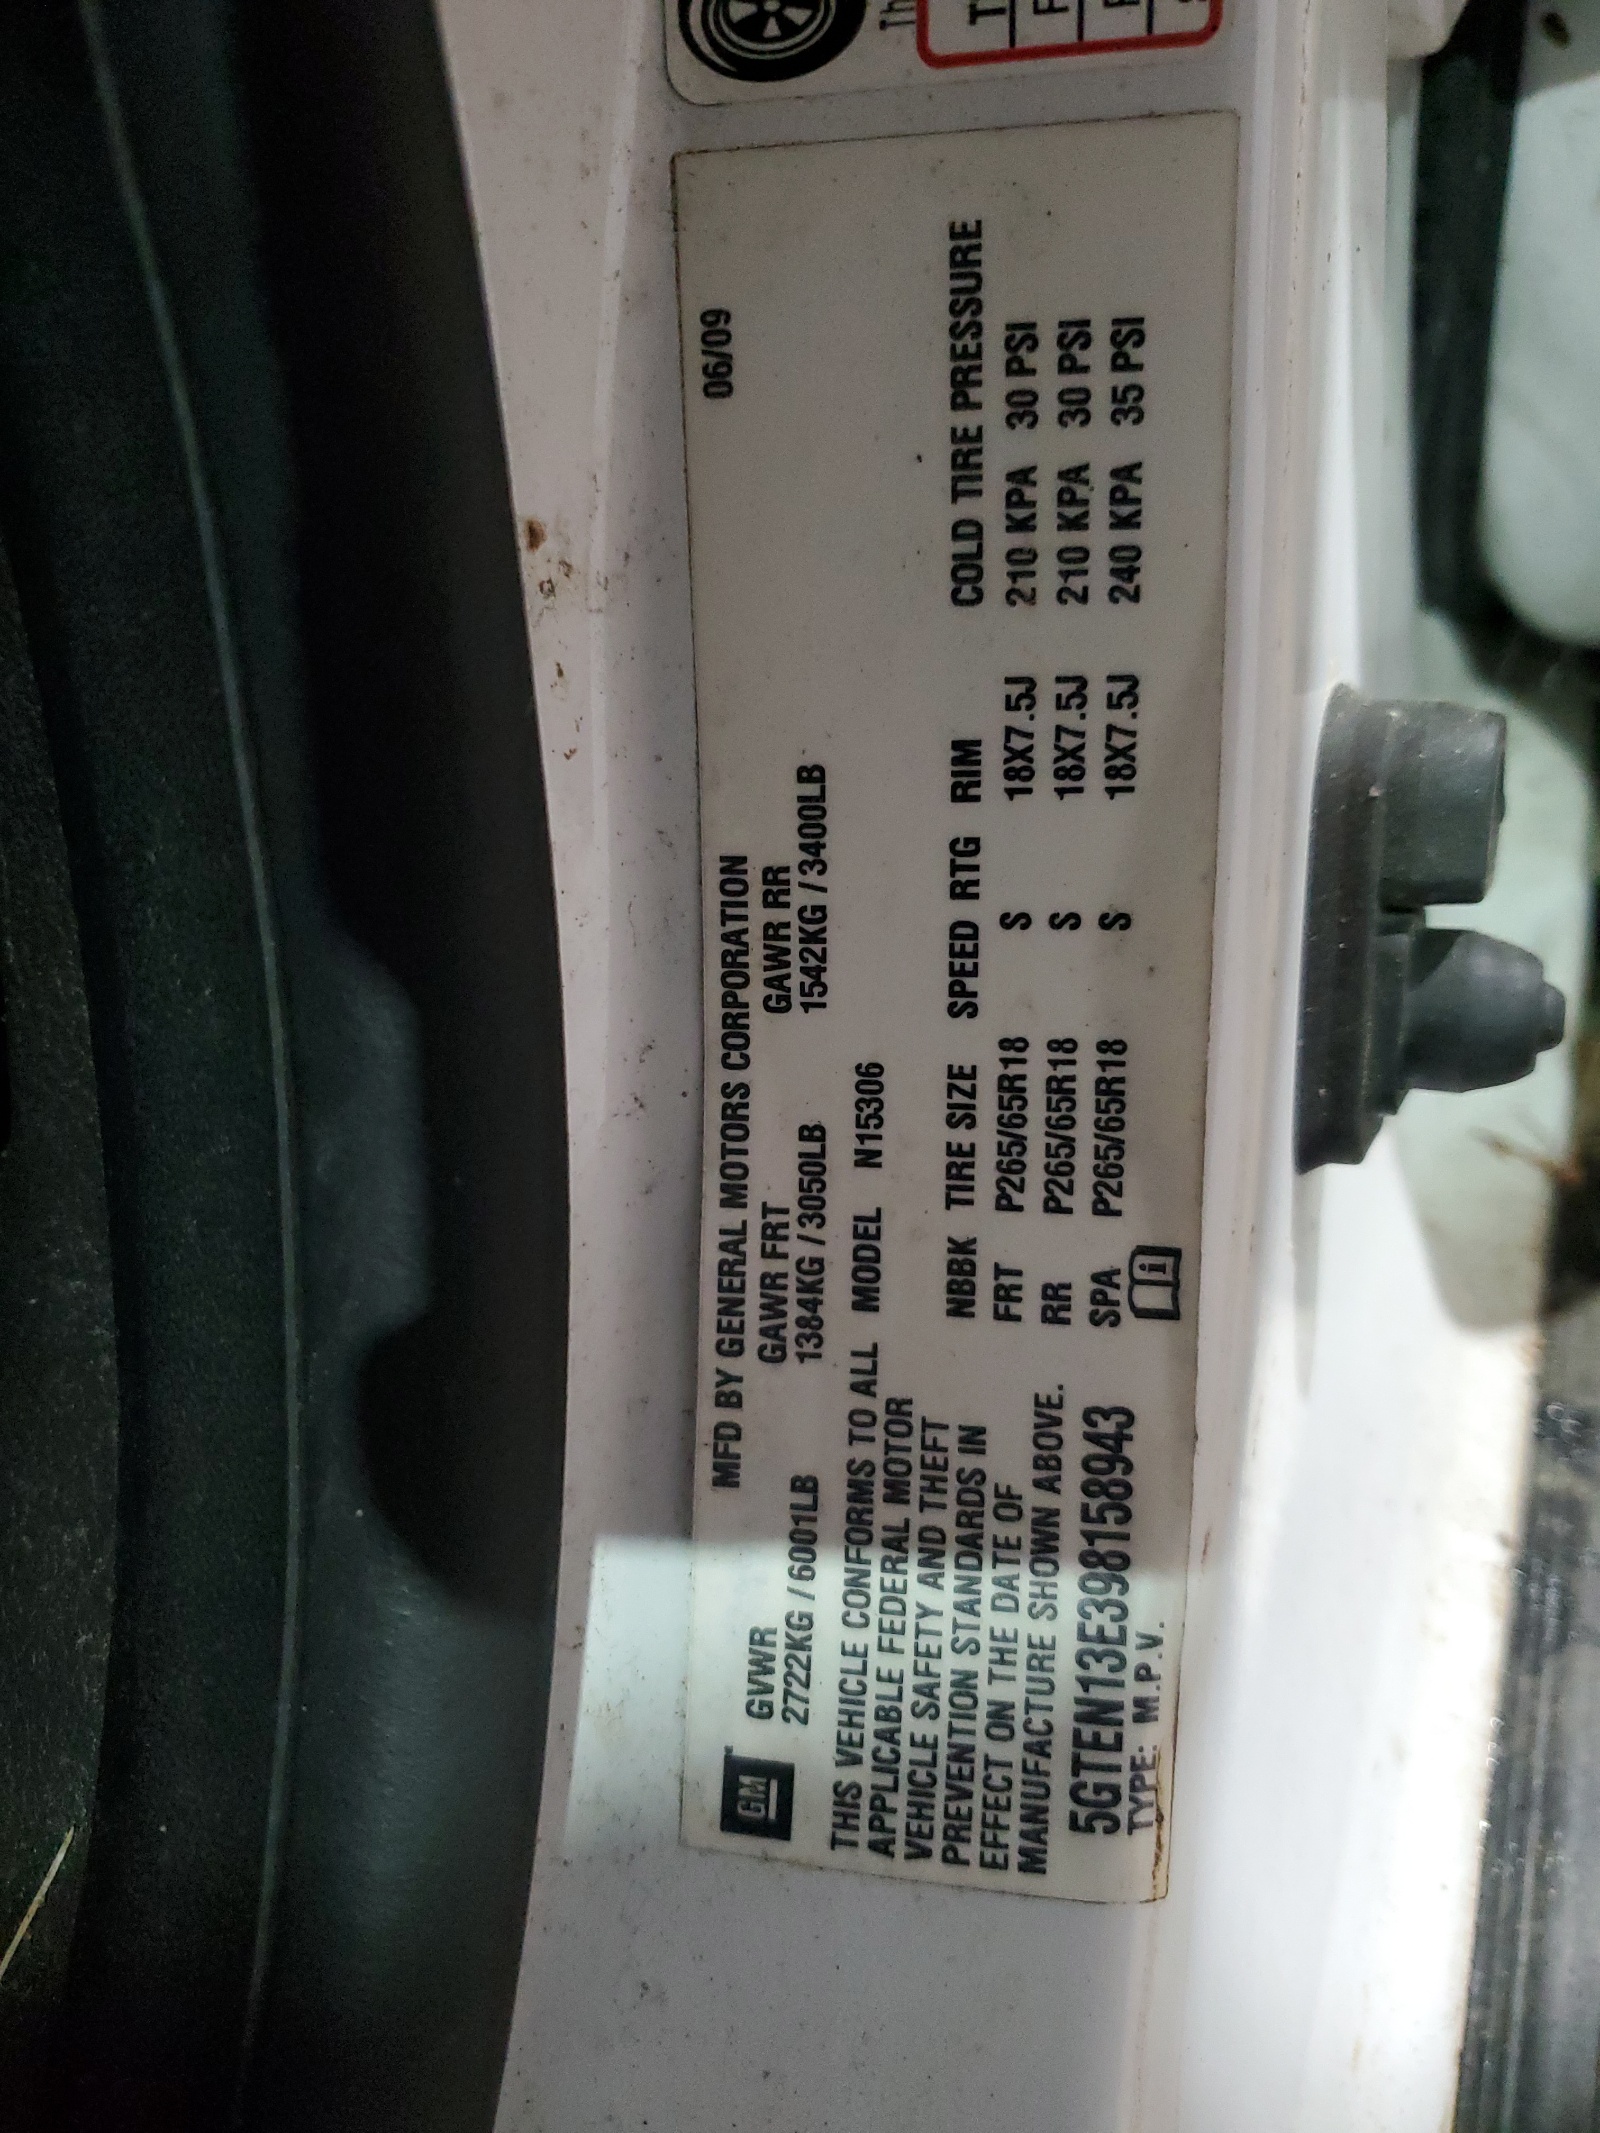 MFD BY GENERAL MOTORS CORPORATION 06/09
GM
GVWR GAWR FRT GAWR RR
2722KG / 6001LB 1384KG / 3050LB 1542KG / 3400LB
THIS VEHICLE CONFORMS TO ALL MODEL N15306
APPLICABLE FEDERAL MOTOR
VEHICLE SAFETY AND THEFT
PREVENTION STANDARDS IN
EFFECT ON THE DATE OF
MANUFACTURE SHOWN ABOVE.
5GTEN13E398158943
TYPE: M.P.V.
NBBK TIRE SIZE SPEED RTG RIM COLD TIRE PRESSURE
FRT P265/65R18 S 18X7.5J 210 KPA 30 PSI
RR P265/65R18 S 18X7.5J 210 KPA 30 PSI
SPA P265/65R18 S 18X7.5J 240 KPA 35 PSI
i